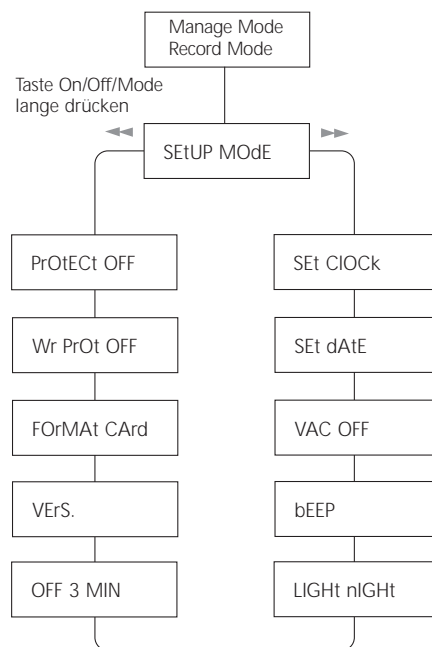 Manage Mode
Record Mode
Taste On/Off/Mode
lange drücken
SEtUP MOdE
PrOtECt OFF
SEt ClOCk
Wr PrOt OFF
SEt dAtE
FOrMAt CArd
VAC OFF
VErS.
bEEP
OFF 3 MIN
LIGHt nIGHt